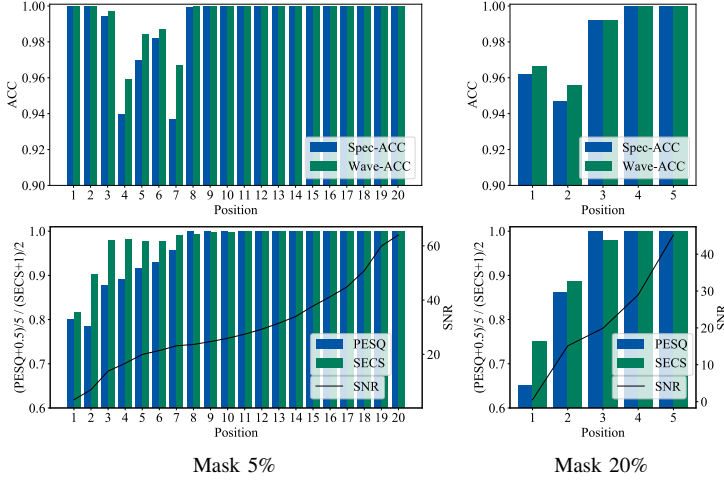 1.00
0.98
0.96
0.94
0.92
0.90
ACC
Spec-ACC
Wave-ACC
1 2 3 4 5 6 7 8 9 10 11 12 13 14 15 16 17 18 19 20
Position
1.00
0.98
0.96
0.94
0.92
0.90
ACC
Spec-ACC
Wave-ACC
1 2 3 4 5
Position
1.0
0.9
0.8
0.7
0.6
(PESQ+0.5)/5 / (SECS+1)/2
60
40
20
SNR
PESQ
SECS
SNR
1 2 3 4 5 6 7 8 9 10 11 12 13 14 15 16 17 18 19 20
Position
1.0
0.9
0.8
0.7
0.6
(PESQ+0.5)/5 / (SECS+1)/2
40
30
20
10
0
SNR
PESQ
SECS
SNR
1 2 3 4 5
Position
Mask 5%
Mask 20%